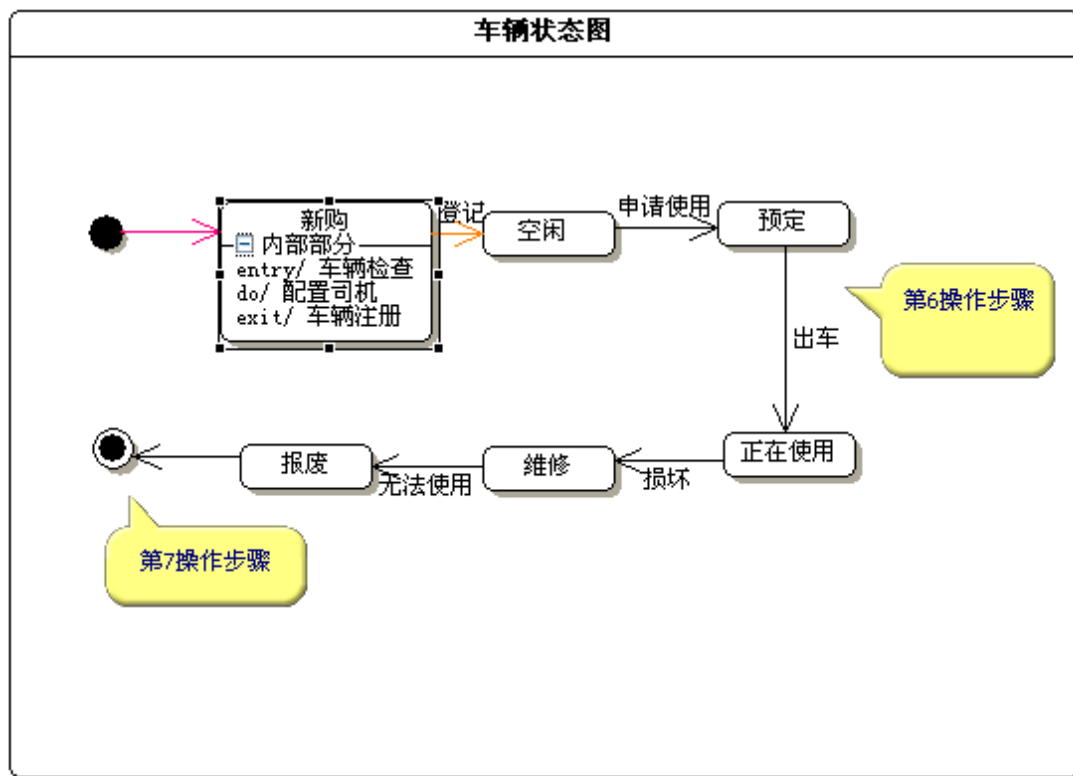 车辆状态图
新购
内部部分
entry/ 车辆检查
do/ 配置司机
exit/ 车辆注册
登记
空闲
申请使用
预定
第6操作步骤
出车
正在使用
损坏
维修
无法使用
报废
第7操作步骤